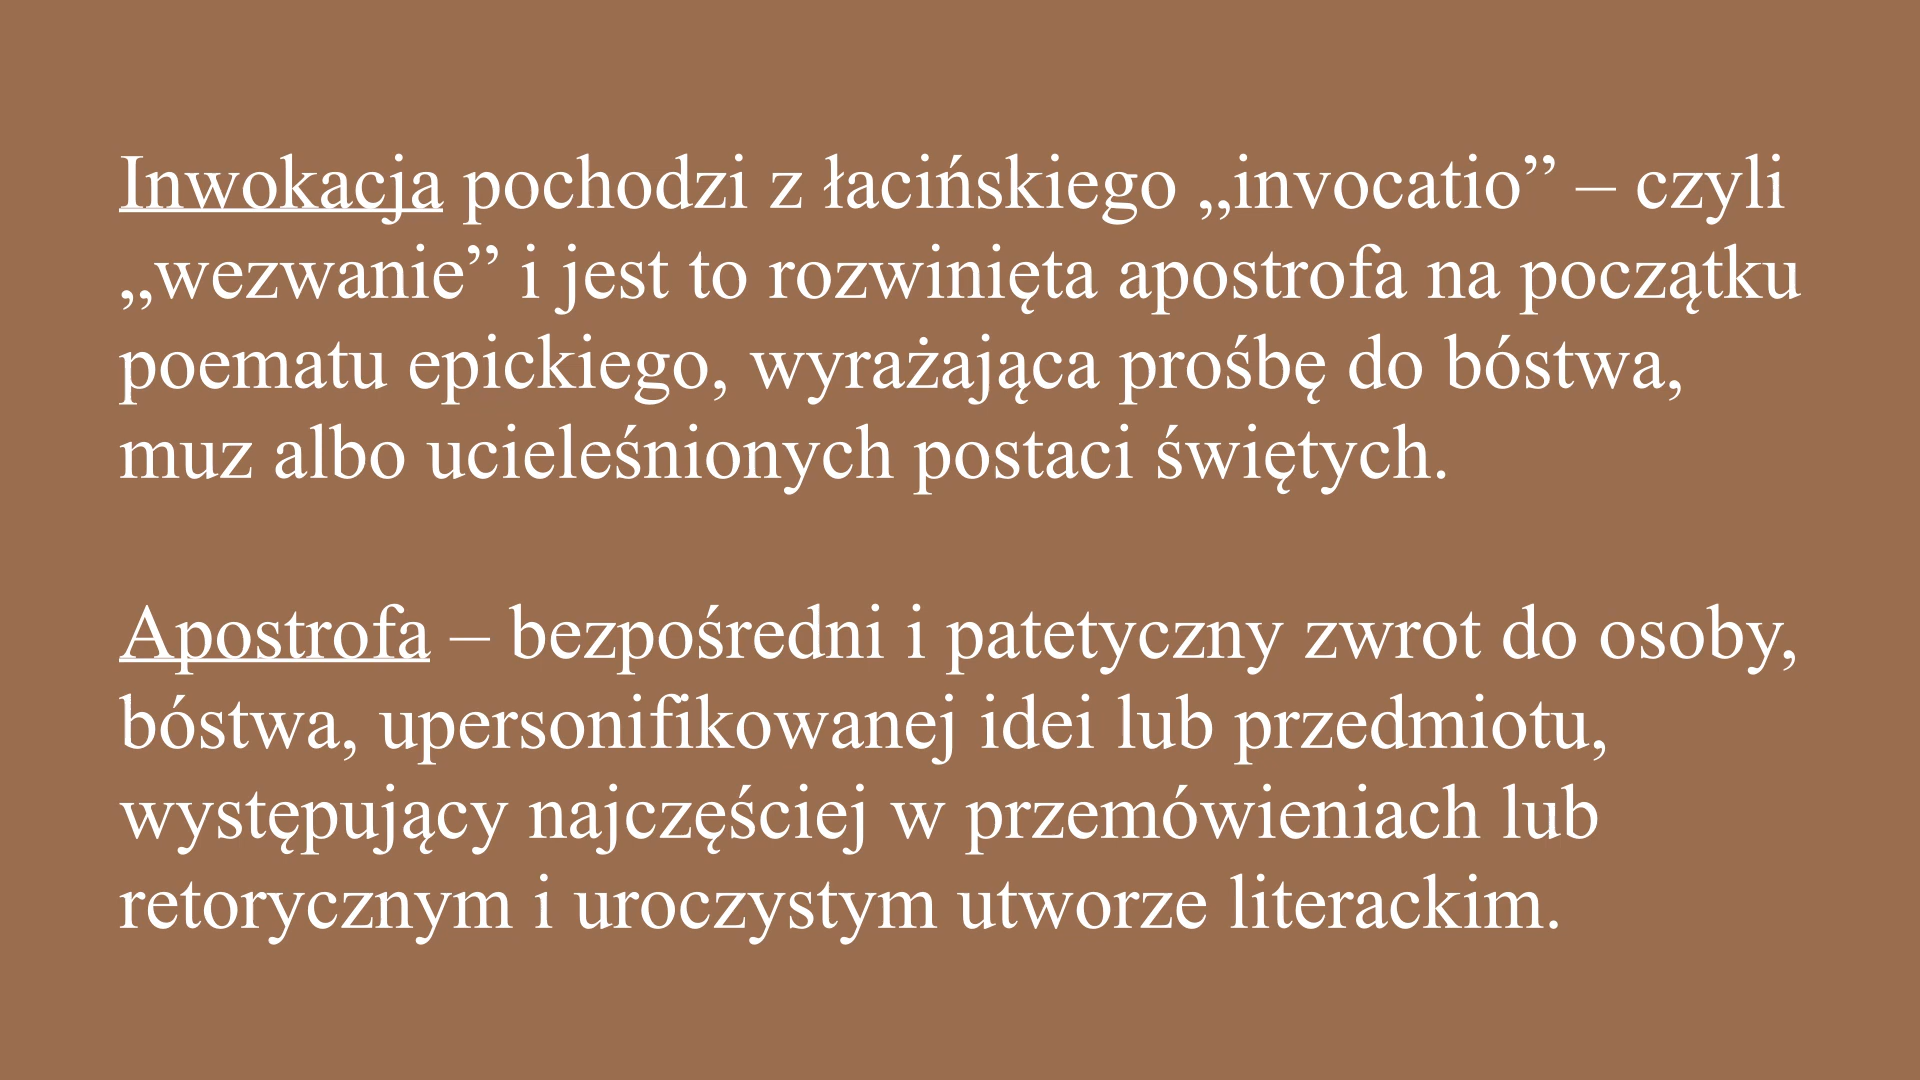 Inwokacja pochodzi z łacińskiego „invocatio” – czyli
„wezwanie” i jest to rozwinięta apostrofa na początku
poematu epickiego, wyrażająca prośbę do bóstwa,
muz albo ucieleśnionych postaci świętych.
Apostrofa – bezpośredni i patetyczny zwrot do osoby,
bóstwa, upersonifikowanej idei lub przedmiotu,
występujący najczęściej w przemówieniach lub
retorycznym i uroczystym utworze literackim.